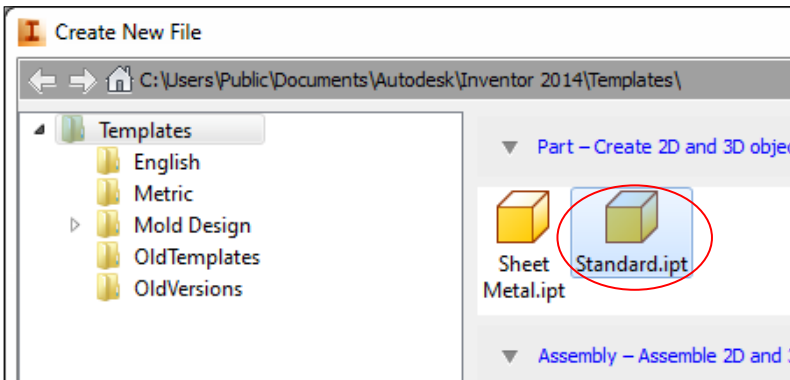 Create New File
C:\Users\Public\Documents\Autodesk\Inventor 2014\Templates\
Templates
English
Metric
Mold Design
OldTemplates
OldVersions
Part – Create 2D and 3D objec
Sheet Metal.ipt
Standard.ipt
Assembly – Assemble 2D and